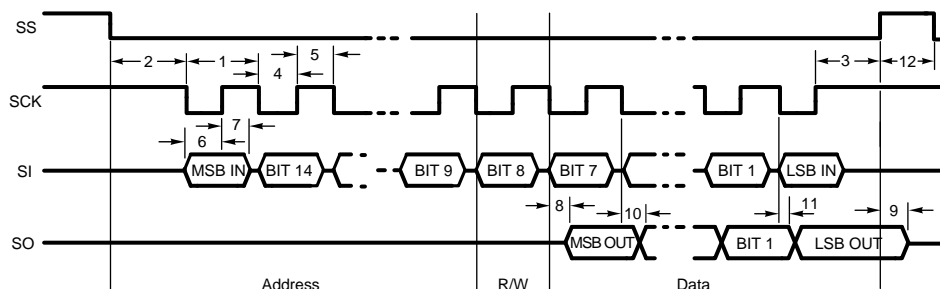 SS
2 1 4 5 3 12
SCK
6 7
SI MSB IN BIT 14 BIT 9 BIT 8 BIT 7 BIT 1 LSB IN
8 10 11 9
SO MSB OUT BIT 1 LSB OUT
Address R/W Data